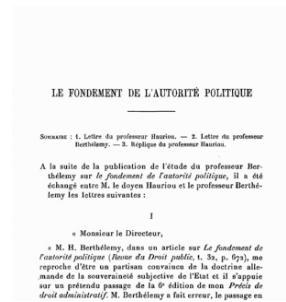 LE FONDEMENT DE L'AUTORITÉ POLITIQUE
SOMMAIRE : 1. Lettre du professeur Hauriou. — 2. Lettre du professeur
Berthélemy. — 3. Réplique du professeur Hauriou.
A la suite de la publication de l'étude du professeur Ber-
thélemy sur le fondement de l'autorité politique, il a été
échangé entre M. le doyen Hauriou et le professeur Berthé-
lemy les lettres suivantes :
I
« Monsieur le Directeur,
« M. H. Berthélemy, dans un article sur Le fondement de
l'autorité politique (Revue du Droit public, t. 32, p. 672), me
reproche d'être un partisan convaincu de la doctrine alle-
mande de la souveraineté subjective de l'Etat et il s'appuie
sur un prétendu passage de la 6e édition de mon Précis de
droit administratif. M. Berthélemy a fait erreur, le passage en